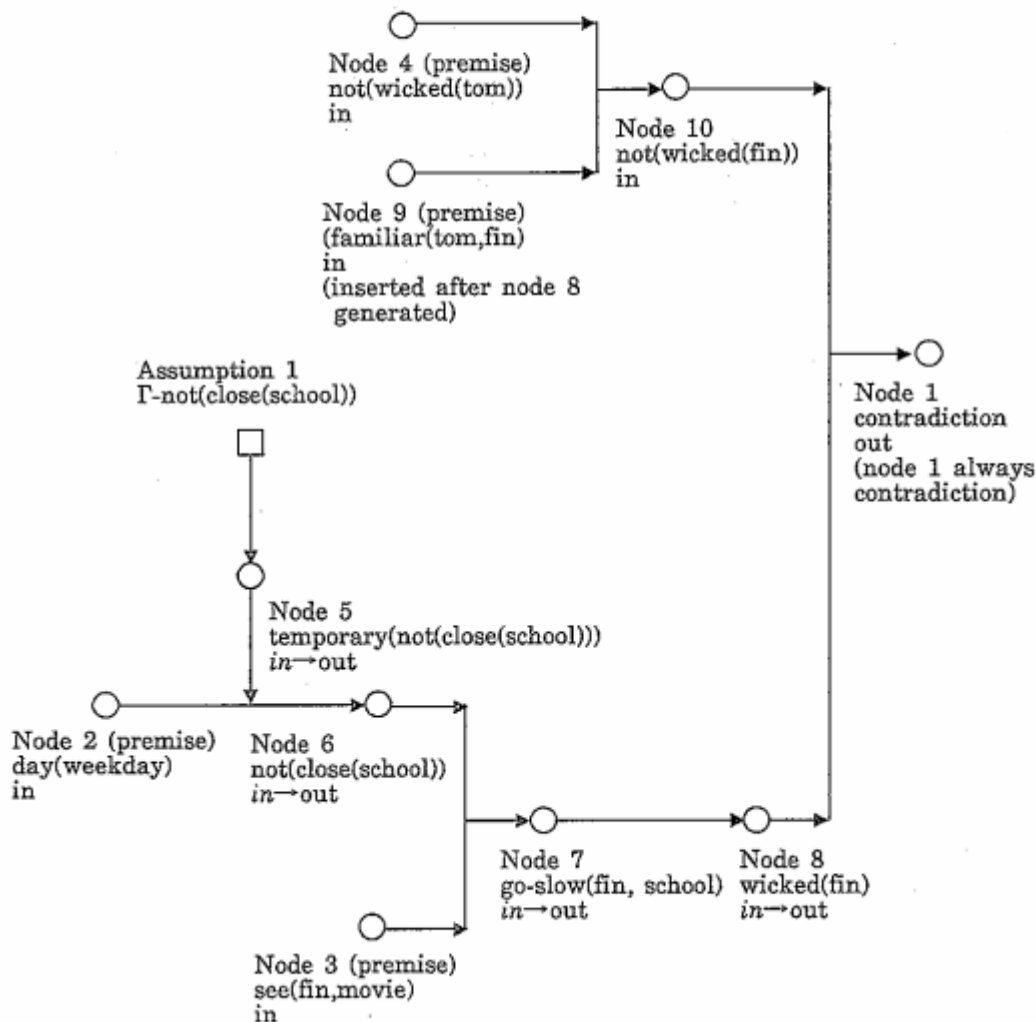 Node 4 (premise)
not(wicked(tom))
in
Node 10
not(wicked(fin))
in
Node 9 (premise)
(familiar(tom,fin)
in
(inserted after node 8
generated)
Assumption 1
Γ-not(close(school))
Node 1
contradiction
out
(node 1 always
contradiction)
Node 5
temporary(not(close(school)))
in→out
Node 2 (premise)
day(weekday)
in
Node 6
not(close(school))
in→out
Node 7
go-slow(fin, school)
in→out
Node 8
wicked(fin)
in→out
Node 3 (premise)
see(fin,movie)
in